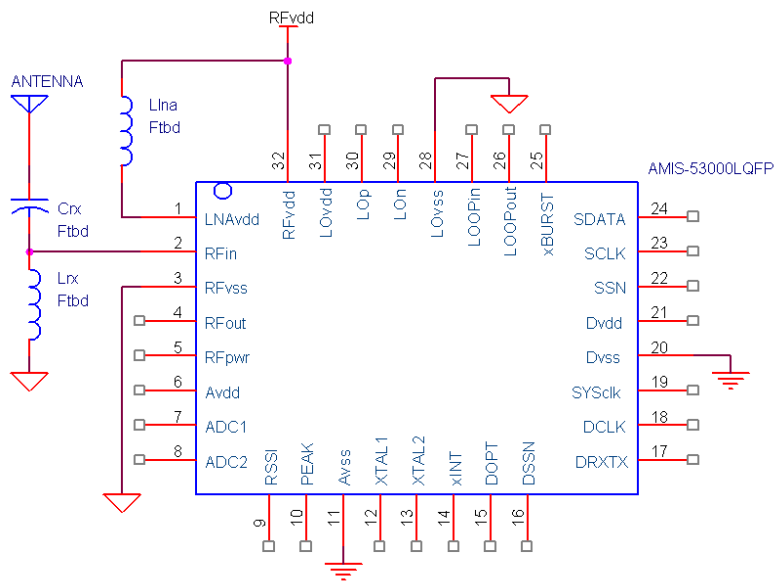 RFvdd
ANTENNA
Llna
Ftbd
32
31
30
29
28
27
26
25
AMIS-53000LQFP
Crx
Ftbd
Lrx
Ftbd
RFvdd
LOvdd
LOp
LOn
LOvss
LOOPin
LOOPout
xBURST
1 LNAvdd
2 RFin
3 RFvss
4 RFout
5 RFpwr
6 Avdd
7 ADC1
8 ADC2
SDATA 24
SCLK 23
SSN 22
Dvdd 21
Dvss 20
SYSclk 19
DCLK 18
DRXTX 17
RSSI
PEAK
Avss
XTAL1
XTAL2
xINT
DOPT
DSSN
9
10
11
12
13
14
15
16